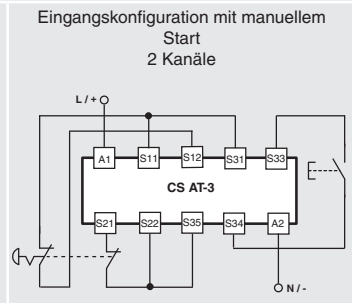 Eingangskonfiguration mit manuellem
Start
2 Kanäle
L / +
A1 S11 S12 S31 S33
CS AT-3
S21 S22 S35 S34 A2
N / -